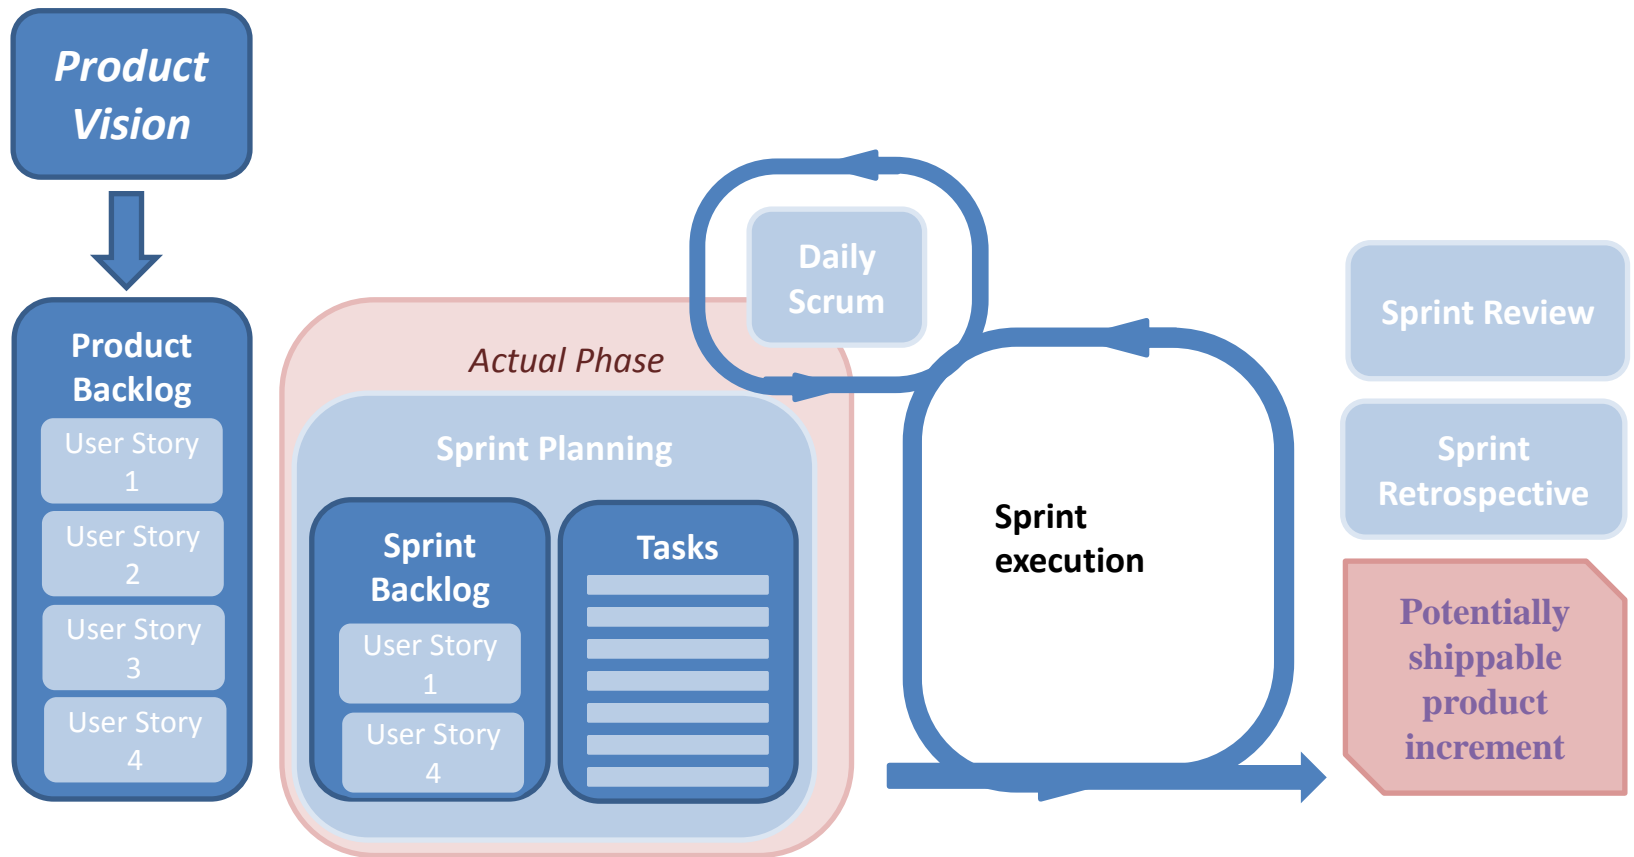 Product
Vision
Product
Backlog
User Story
1
User Story
2
User Story
3
User Story
4
Actual Phase
Sprint Planning
Sprint
Backlog
User Story
1
User Story
4
Tasks
Daily
Scrum
Sprint
execution
Sprint Review
Sprint
Retrospective
Potentially
shippable
product
increment